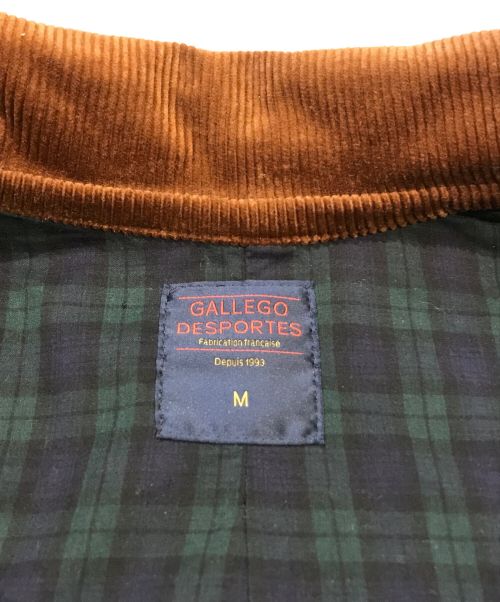 GALLEGO
DESPORTES
Fabrication française
Depuis 1993
M